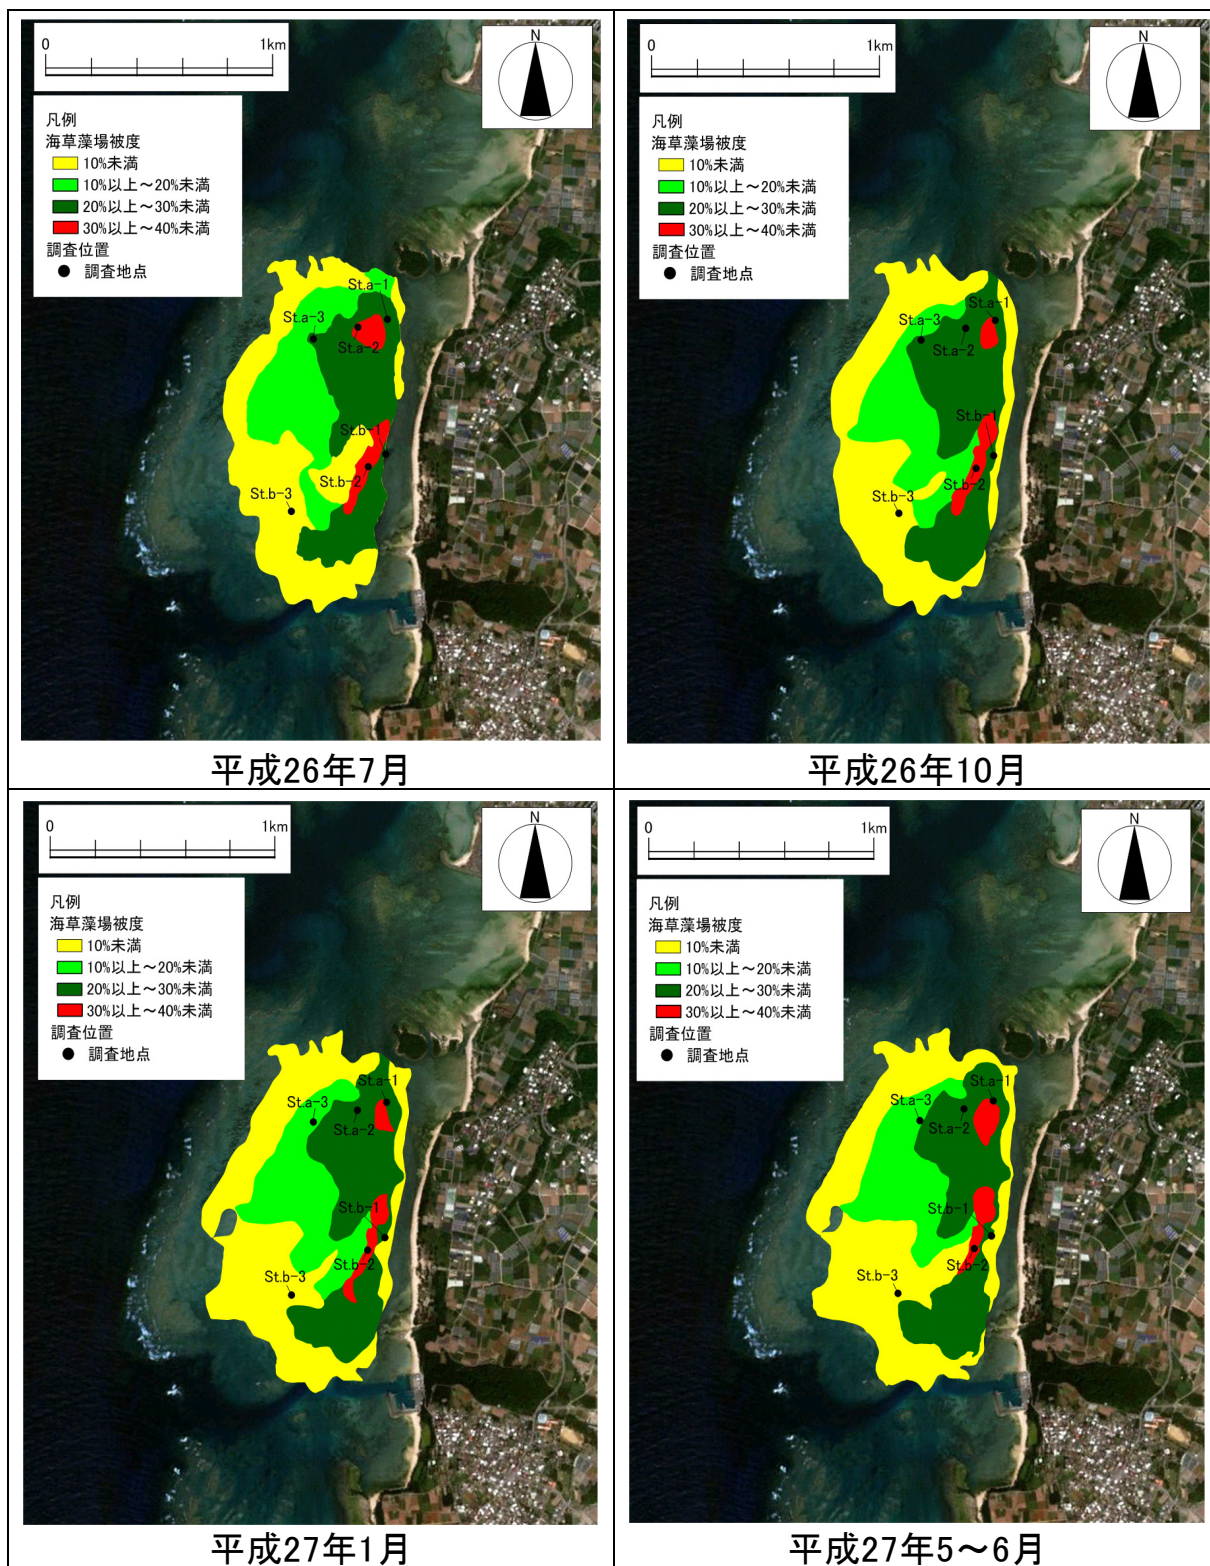 0 1km
N
凡例
海草藻場被度
10%未満
10%以上～20%未満
20%以上～30%未満
30%以上～40%未満
調査位置
調査地点
St.a-1
St.a-3
St.a-2
St.b-1
St.b-2
St.b-3
平成26年7月
0 1km
N
凡例
海草藻場被度
10%未満
10%以上～20%未満
20%以上～30%未満
30%以上～40%未満
調査位置
調査地点
St.a-1
St.a-3
St.a-2
St.b-1
St.b-2
St.b-3
平成26年10月
0 1km
N
凡例
海草藻場被度
10%未満
10%以上～20%未満
20%以上～30%未満
30%以上～40%未満
調査位置
調査地点
St.a-1
St.a-3
St.a-2
St.b-1
St.b-2
St.b-3
平成27年1月
0 1km
N
凡例
海草藻場被度
10%未満
10%以上～20%未満
20%以上～30%未満
30%以上～40%未満
調査位置
調査地点
St.a-1
St.a-3
St.a-2
St.b-1
St.b-2
St.b-3
平成27年5～6月